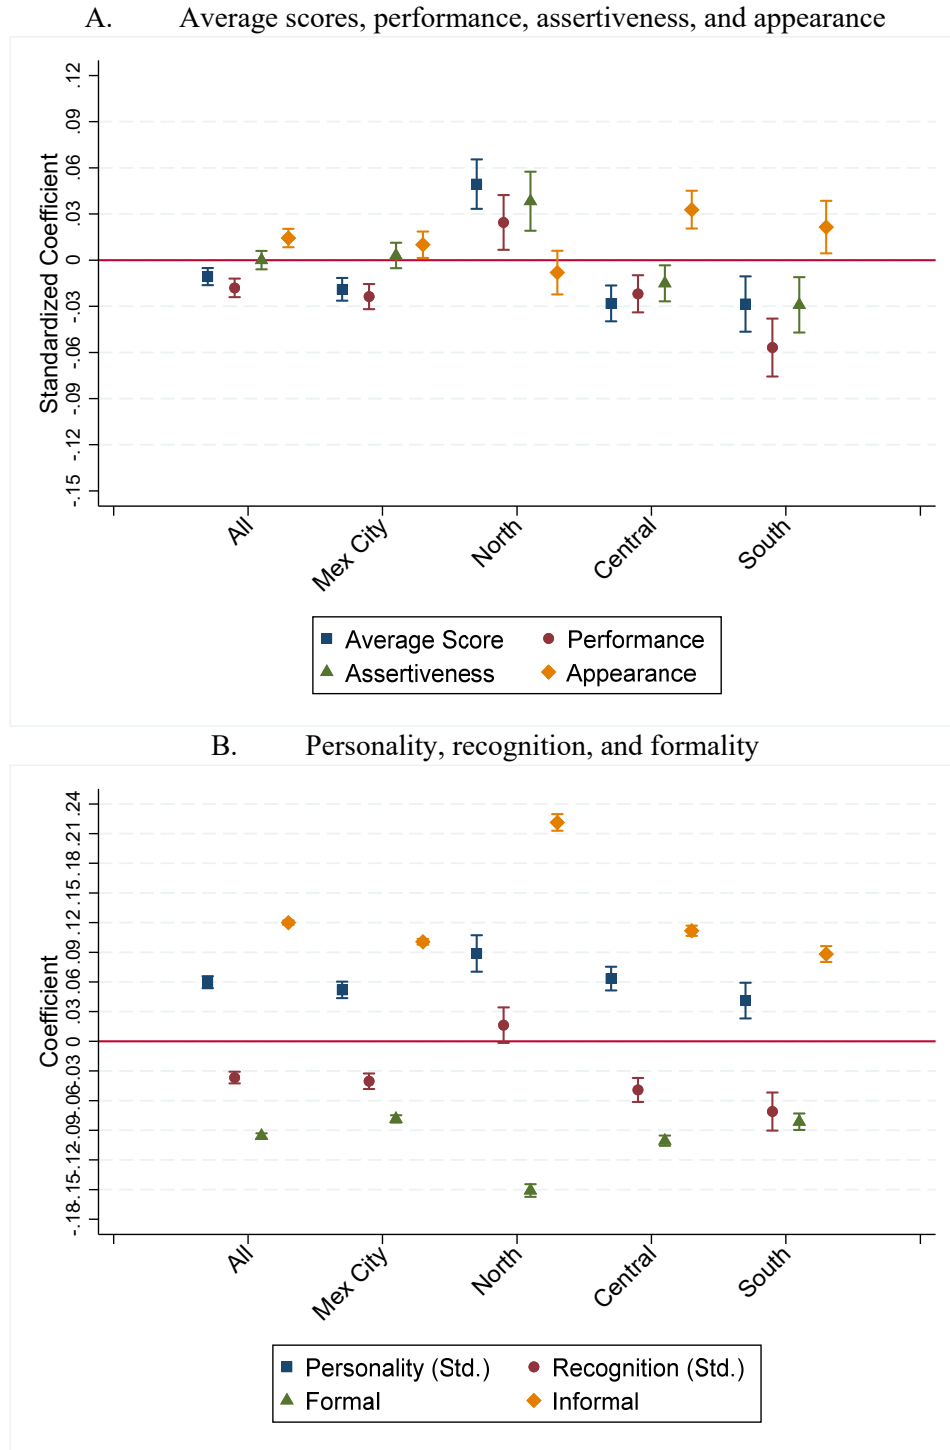 A. Average scores, performance, assertiveness, and appearance
Standardized Coefficient
.12
.09
.06
.03
0
-.03
-.06
-.09
-.12
-.15
All
Mex City
North
Central
South
Average Score
Performance
Assertiveness
Appearance
B. Personality, recognition, and formality
Coefficient
.24
.21
.18
.15
.12
.09
.06
.03
0
-.03
-.06
-.09
-.12
-.15
-.18
All
Mex City
North
Central
South
Personality (Std.)
Recognition (Std.)
Formal
Informal